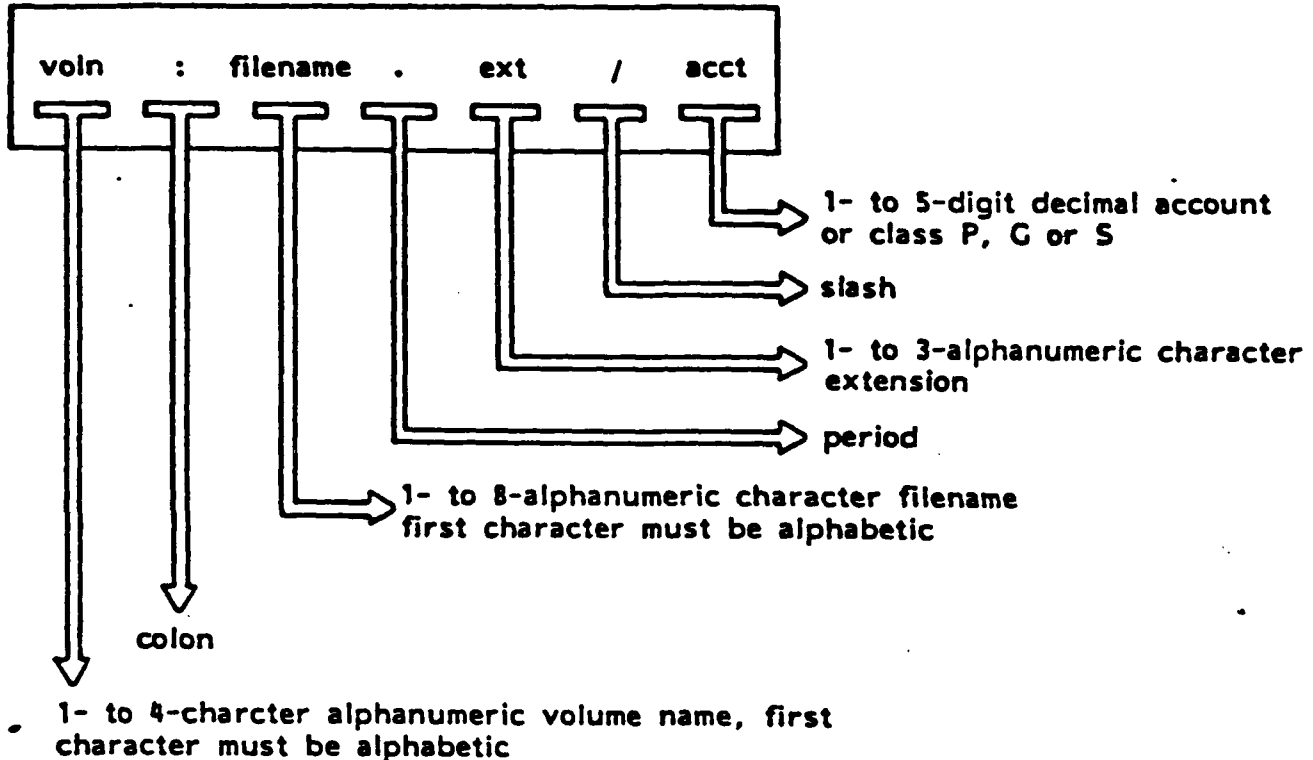 voln : filename . ext / acct
1- to 5-digit decimal account
or class P, G or S
slash
1- to 3-alphanumeric character
extension
period
1- to 8-alphanumeric character filename
first character must be alphabetic
colon
1- to 4-charcter alphanumeric volume name, first
character must be alphabetic